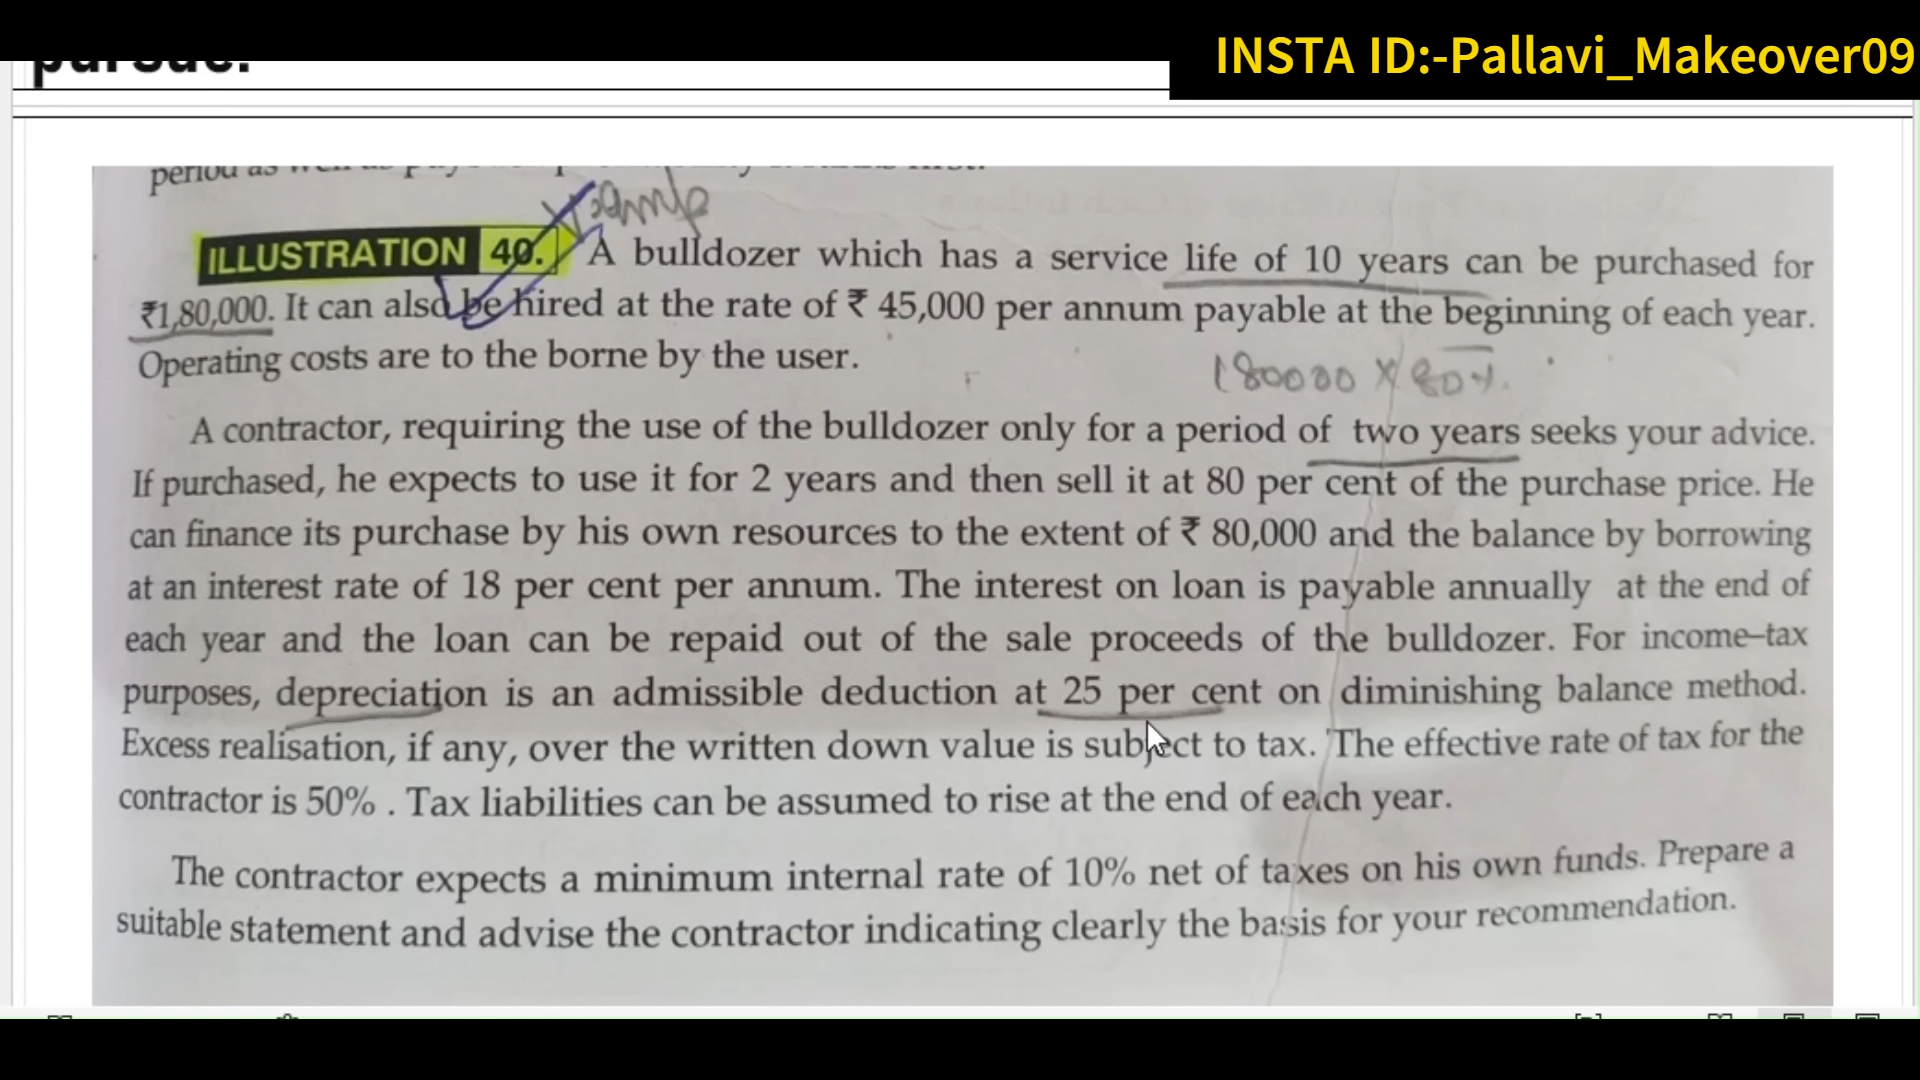 pursue.
INSTA ID:-Pallavi_Makeover09
period as well as
Examp
ILLUSTRATION 40. A bulldozer which has a service life of 10 years can be purchased for
₹1,80,000. It can also be hired at the rate of ₹ 45,000 per annum payable at the beginning of each year.
Operating costs are to the borne by the user.
180000 × 80%.
A contractor, requiring the use of the bulldozer only for a period of two years seeks your advice.
If purchased, he expects to use it for 2 years and then sell it at 80 per cent of the purchase price. He
can finance its purchase by his own resources to the extent of ₹ 80,000 and the balance by borrowing
at an interest rate of 18 per cent per annum. The interest on loan is payable annually at the end of
each year and the loan can be repaid out of the sale proceeds of the bulldozer. For income-tax
purposes, depreciation is an admissible deduction at 25 per cent on diminishing balance method.
Excess realisation, if any, over the written down value is subject to tax. The effective rate of tax for the
contractor is 50% . Tax liabilities can be assumed to rise at the end of each year.
The contractor expects a minimum internal rate of 10% net of taxes on his own funds. Prepare a
suitable statement and advise the contractor indicating clearly the basis for your recommendation.